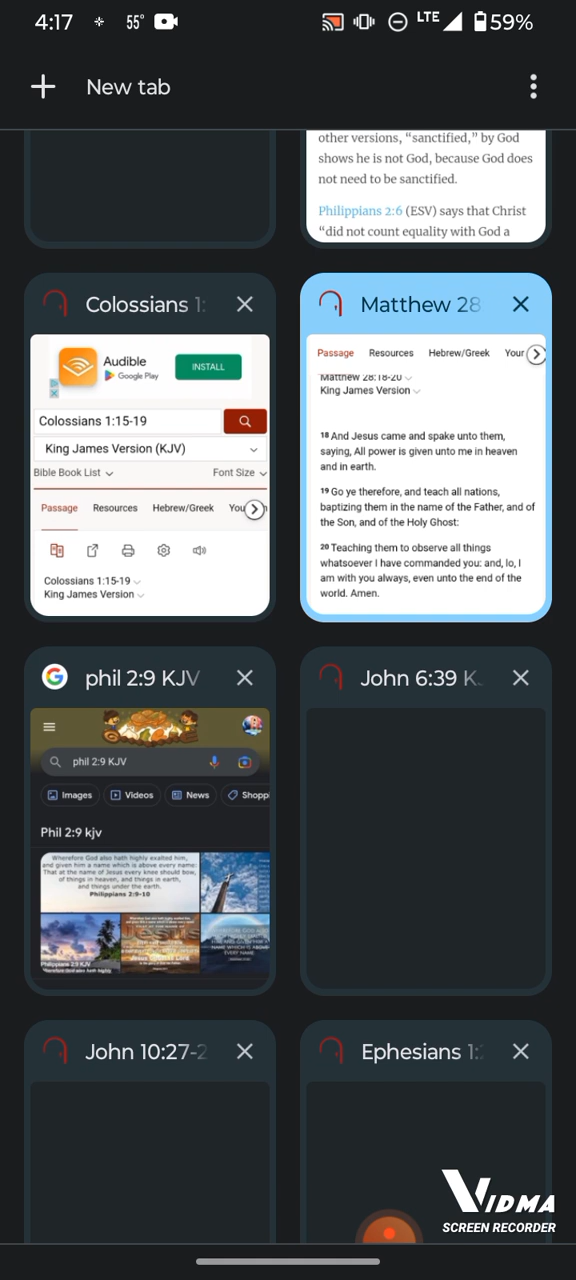 4:17 55° LTE 59%
New tab
other versions, “sanctified,” by God
shows he is not God, because God does
not need to be sanctified.
Philippians 2:6 (ESV) says that Christ
“did not count equality with God a
Colossians 1:
Audible
Google Play
INSTALL
Colossians 1:15-19
King James Version (KJV)
Bible Book List Font Size
Passage Resources Hebrew/Greek
Colossians 1:15-19
King James Version
Matthew 28
Passage Resources Hebrew/Greek Your
Matthew 28:18-20
King James Version
18 And Jesus came and spake unto them,
saying, All power is given unto me in heaven
and in earth.
19 Go ye therefore, and teach all nations,
baptizing them in the name of the Father, and of
the Son, and of the Holy Ghost:
20 Teaching them to observe all things
whatsoever I have commanded you: and, lo, I
am with you always, even unto the end of the
world. Amen.
phil 2:9 KJV
phil 2:9 KJV
Images Videos News Shopp
Phil 2:9 kjv
Wherefore God also hath highly exalted him,
and given him a name which is above every name:
That at the name of Jesus every knee should bow,
of things in heaven, and things in earth,
and things under the earth.
Philippians 2:9-10
John 6:39 K
John 10:27-2
Ephesians 1:
VIDMA
SCREEN RECORDER